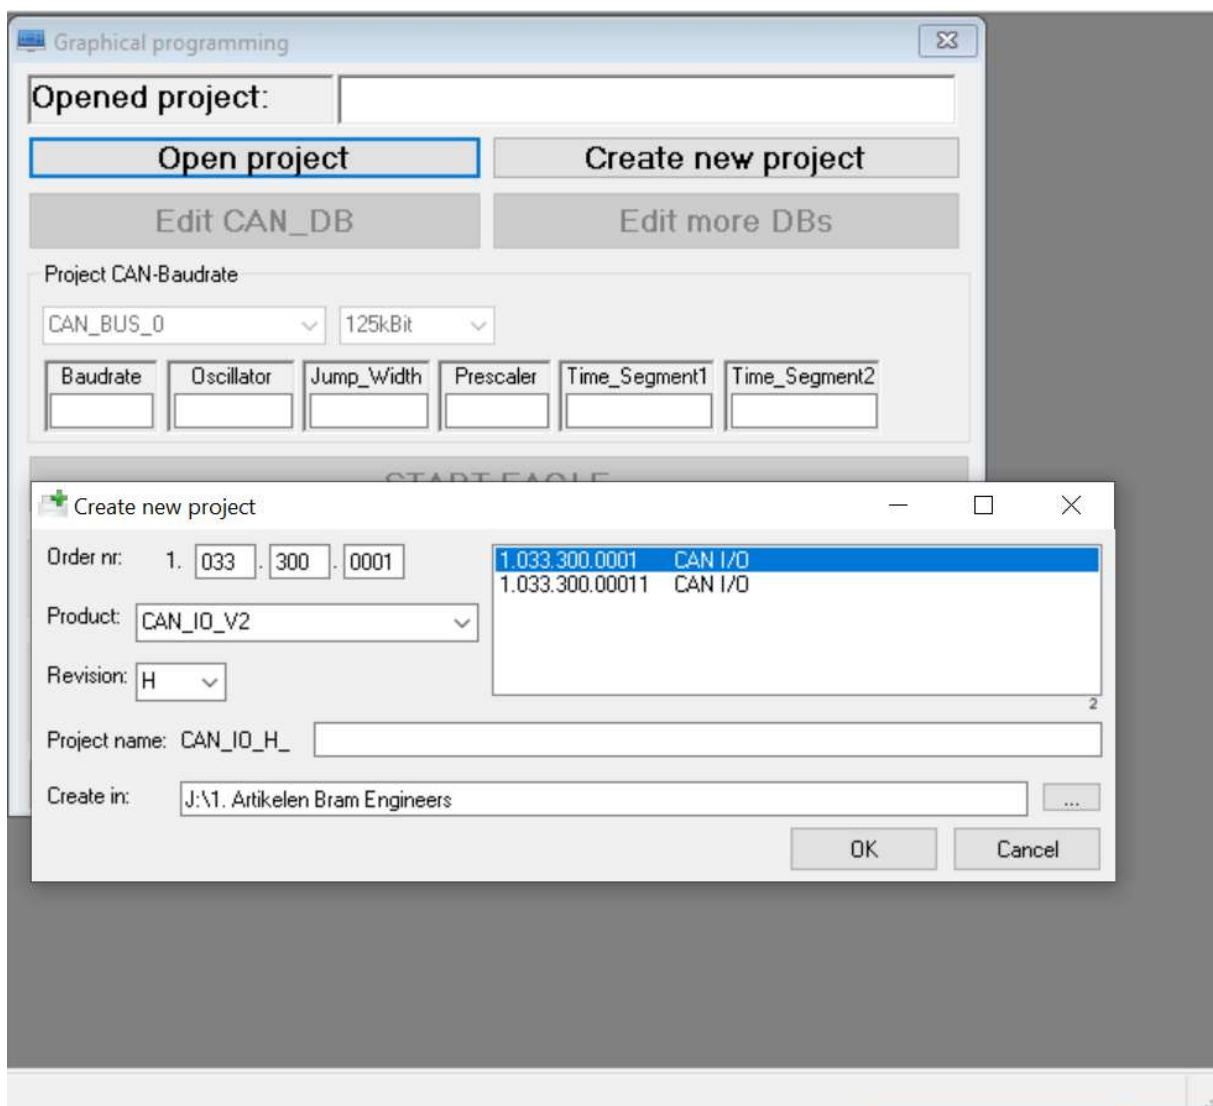 Graphical programming
Opened project:
Open project Create new project
Edit CAN_DB Edit more DBs
Project CAN-Baudrate
CAN_BUS_0 125kBit
Baudrate Oscillator Jump_Width Prescaler Time_Segment1 Time_Segment2
START EAGLE
Create new project
Order nr: 1. 033 . 300 . 0001
1.033.300.0001 CAN I/O
1.033.300.00011 CAN I/O
Product: CAN_IO_V2
Revision: H
2
Project name: CAN_IO_H_
Create in: J:\1. Artikelen Bram Engineers ...
OK Cancel